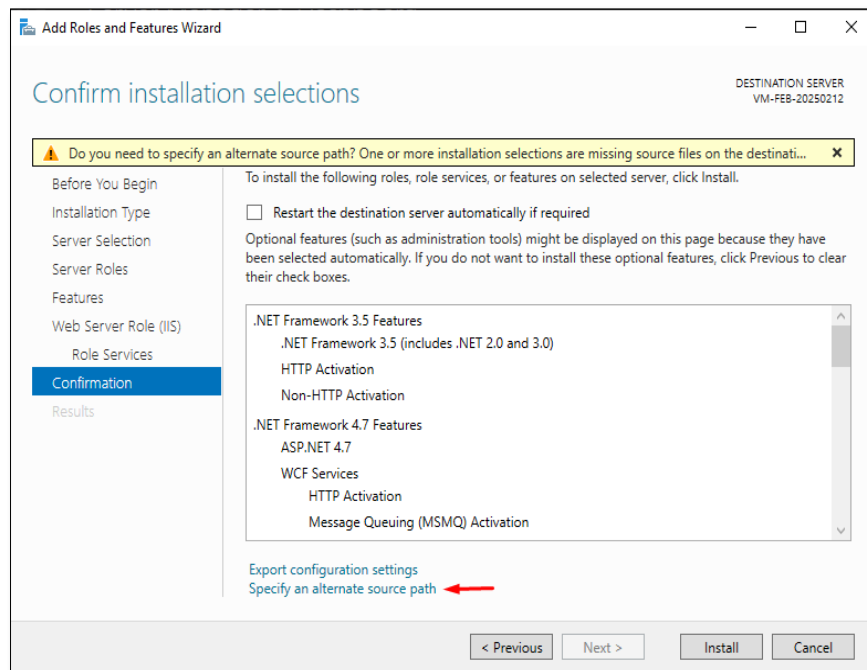 Add Roles and Features Wizard
Confirm installation selections
DESTINATION SERVER
VM-FEB-20250212
Do you need to specify an alternate source path? One or more installation selections are missing source files on the destinati...
Before You Begin
Installation Type
Server Selection
Server Roles
Features
Web Server Role (IIS)
Role Services
Confirmation
Results
To install the following roles, role services, or features on selected server, click Install.
Restart the destination server automatically if required
Optional features (such as administration tools) might be displayed on this page because they have
been selected automatically. If you do not want to install these optional features, click Previous to clear
their check boxes.
.NET Framework 3.5 Features
.NET Framework 3.5 (includes .NET 2.0 and 3.0)
HTTP Activation
Non-HTTP Activation
.NET Framework 4.7 Features
ASP.NET 4.7
WCF Services
HTTP Activation
Message Queuing (MSMQ) Activation
Export configuration settings
Specify an alternate source path
< Previous
Next >
Install
Cancel